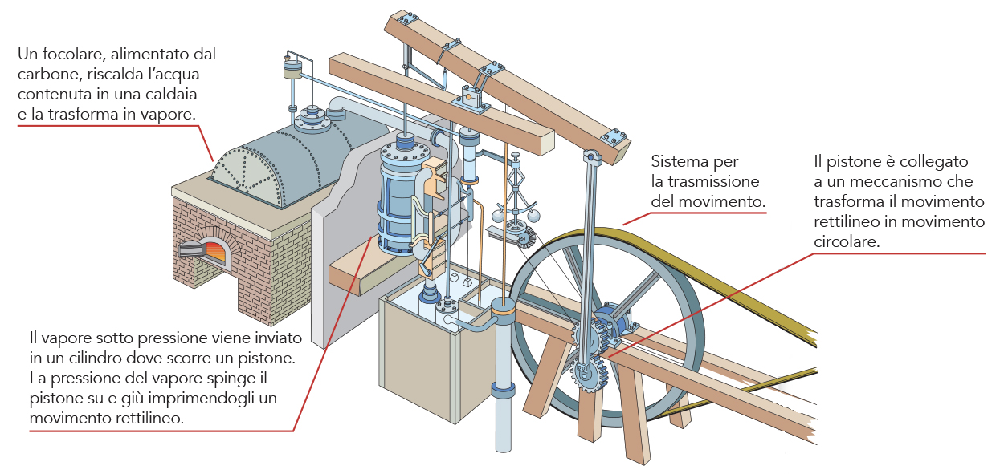 Un focolare, alimentato dal
carbone, riscalda l'acqua
contenuta in una caldaia
e la trasforma in vapore.
Sistema per
la trasmissione
del movimento.
Il pistone è collegato
a un meccanismo che
trasforma il movimento
rettilineo in movimento
circolare.
Il vapore sotto pressione viene inviato
in un cilindro dove scorre un pistone.
La pressione del vapore spinge il
pistone su e giù imprimendogli un
movimento rettilineo.